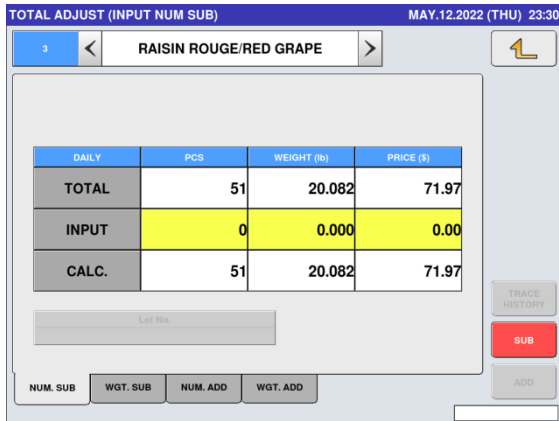 TOTAL ADJUST (INPUT NUM SUB) MAY.12.2022 (THU) 23:30
3 RAISIN ROUGE/RED GRAPE
DAILY PCS WEIGHT (lb) PRICE ($)
TOTAL 51 20.082 71.97
INPUT 0 0.000 0.00
CALC. 51 20.082 71.97
TRACE
HISTORY
Lot No.
SUB
ADD
NUM. SUB WGT. SUB NUM. ADD WGT. ADD